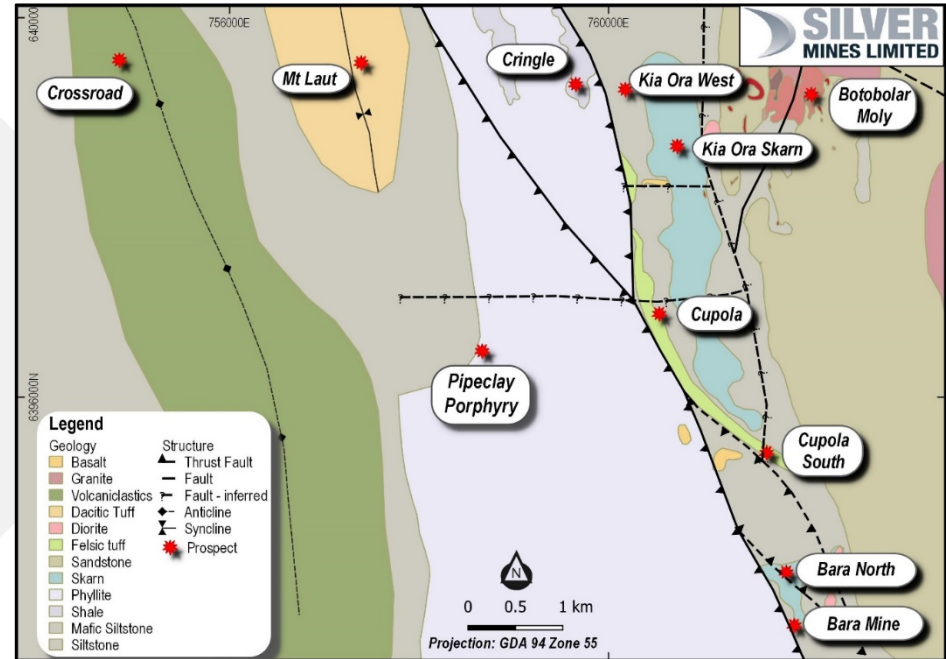 756000E
760000E
640000
SILVER
MINES LIMITED
Crossroad
Mt Laut
Cringle
Kia Ora West
Botobolar
Moly
Kia Ora Skarn
Cupola
Pipeclay
Porphyry
6396000N
Cupola
South
Bara North
Bara Mine
Legend
Geology
Basalt
Granite
Volcaniclastics
Dacitic Tuff
Diorite
Felsic tuff
Sandstone
Skarn
Phyllite
Shale
Mafic Siltstone
Siltstone
Structure
Thrust Fault
Fault
Fault - inferred
Anticline
Syncline
Prospect
N
0 0.5 1 km
Projection: GDA 94 Zone 55